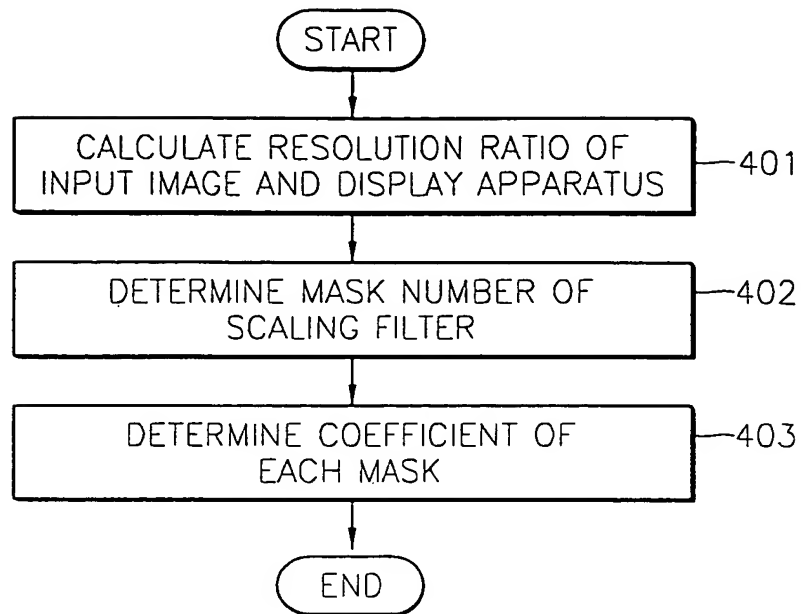 START
CALCULATE RESOLUTION RATIO OF
INPUT IMAGE AND DISPLAY APPARATUS
401
DETERMINE MASK NUMBER OF
SCALING FILTER
402
DETERMINE COEFFICIENT OF
EACH MASK
403
END